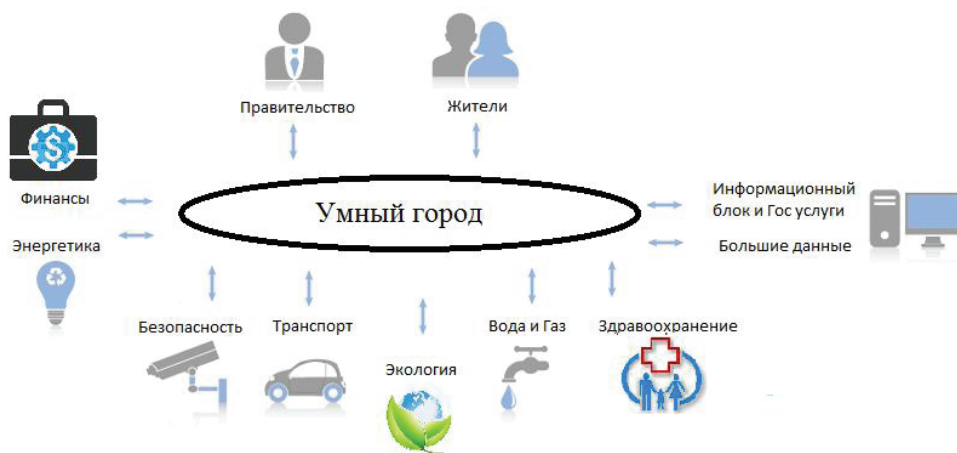 Правительство
Жители
Финансы
Умный город
Информационный
блок и Гос услуги
Энергетика
Большие данные
Безопасность
Транспорт
Экология
Вода и Газ
Здравоохранение